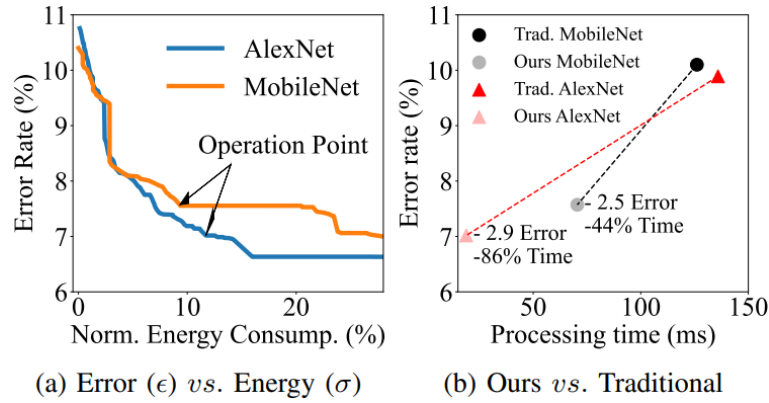 11
10
9
8
7
6
Error Rate (%)
AlexNet
MobileNet
Operation Point
0
10
20
Norm. Energy Consump. (%)
(a) Error (ϵ) vs. Energy (σ)
11
10
9
8
7
6
Error rate (%)
Trad. MobileNet
Ours MobileNet
Trad. AlexNet
Ours AlexNet
- 2.5 Error
-44% Time
- 2.9 Error
-86% Time
50
100
150
Processing time (ms)
(b) Ours vs. Traditional